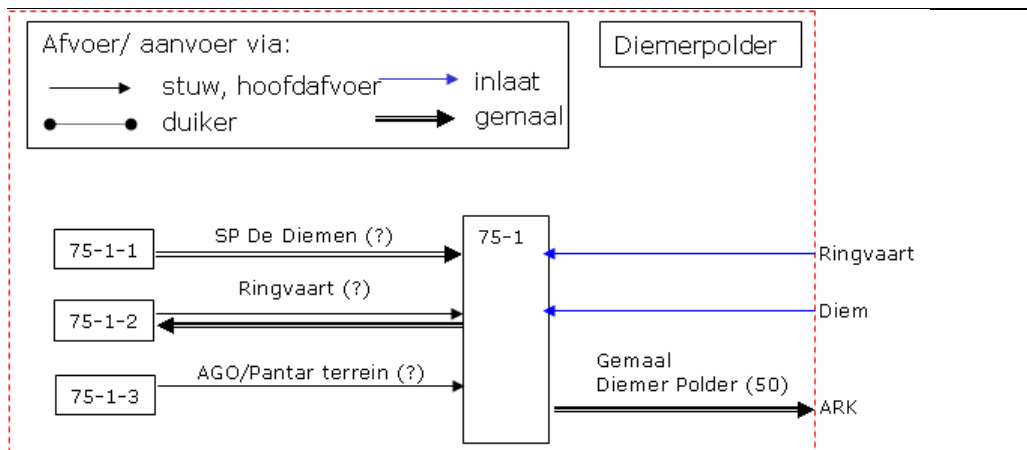 Afvoer/ aanvoer via:
stuw, hoofdafvoer
inlaat
duiker
gemaal
Diemerpolder
75-1-1
SP De Diemen (?)
75-1
Ringvaart
Ringvaart (?)
75-1-2
Diem
AGO/Pantar terrein (?)
75-1-3
Gemaal
Diemer Polder (50)
ARK